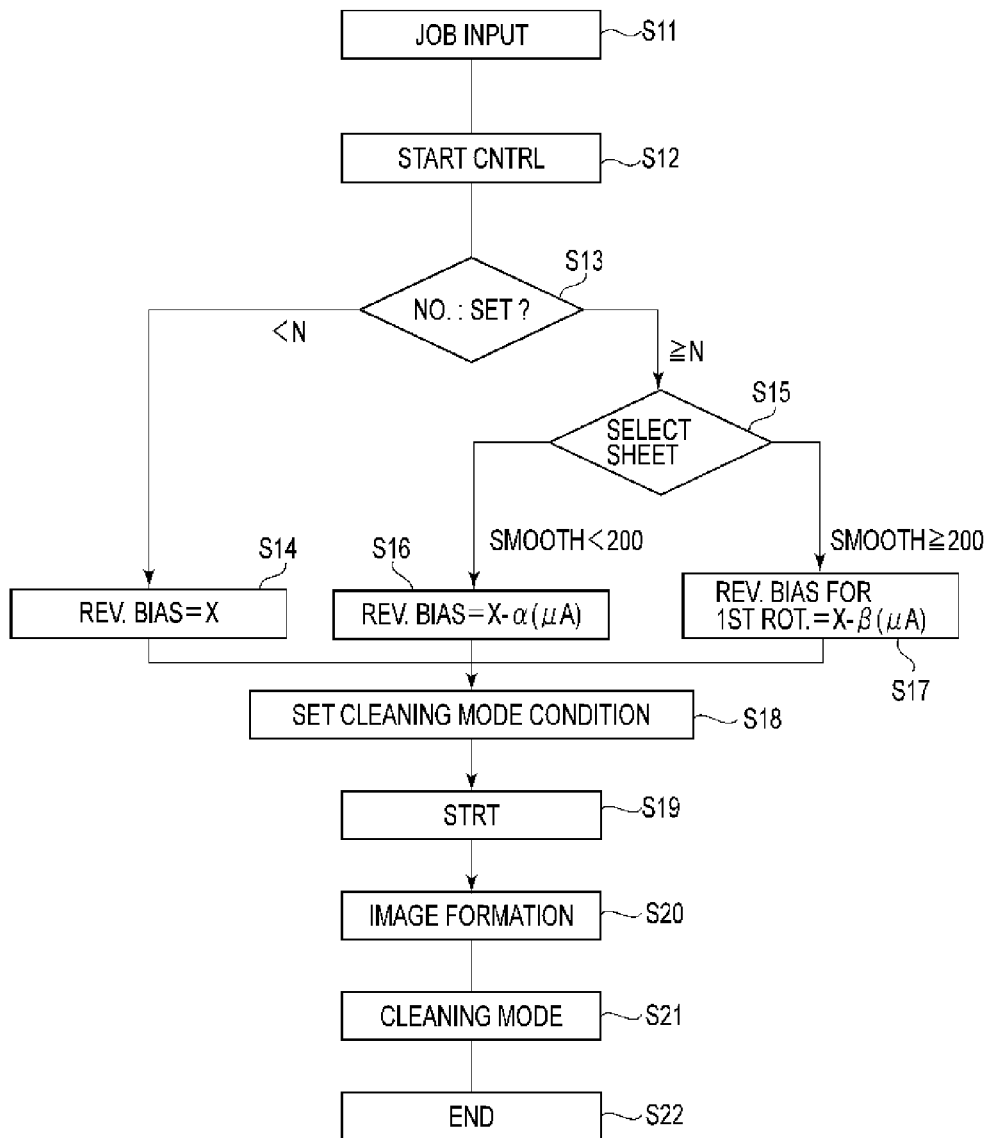 JOB INPUT
S11
START CNTRL
S12
S13
NO. : SET ?
<N
≧N
S15
SELECT
SHEET
SMOOTH<200
SMOOTH≧200
S14
REV. BIAS=X
S16
REV. BIAS=X-α(μA)
REV. BIAS FOR
1ST ROT.=X-β(μA)
S17
SET CLEANING MODE CONDITION
S18
STRT
S19
IMAGE FORMATION
S20
CLEANING MODE
S21
END
S22